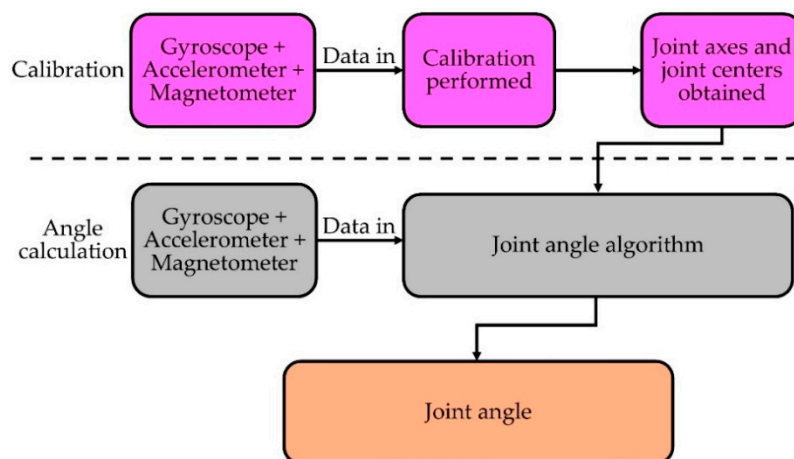 Calibration
Gyroscope +
Accelerometer +
Magnetometer
Data in
Calibration
performed
Joint axes and
joint centers
obtained
Angle
calculation
Gyroscope +
Accelerometer +
Magnetometer
Data in
Joint angle algorithm
Joint angle